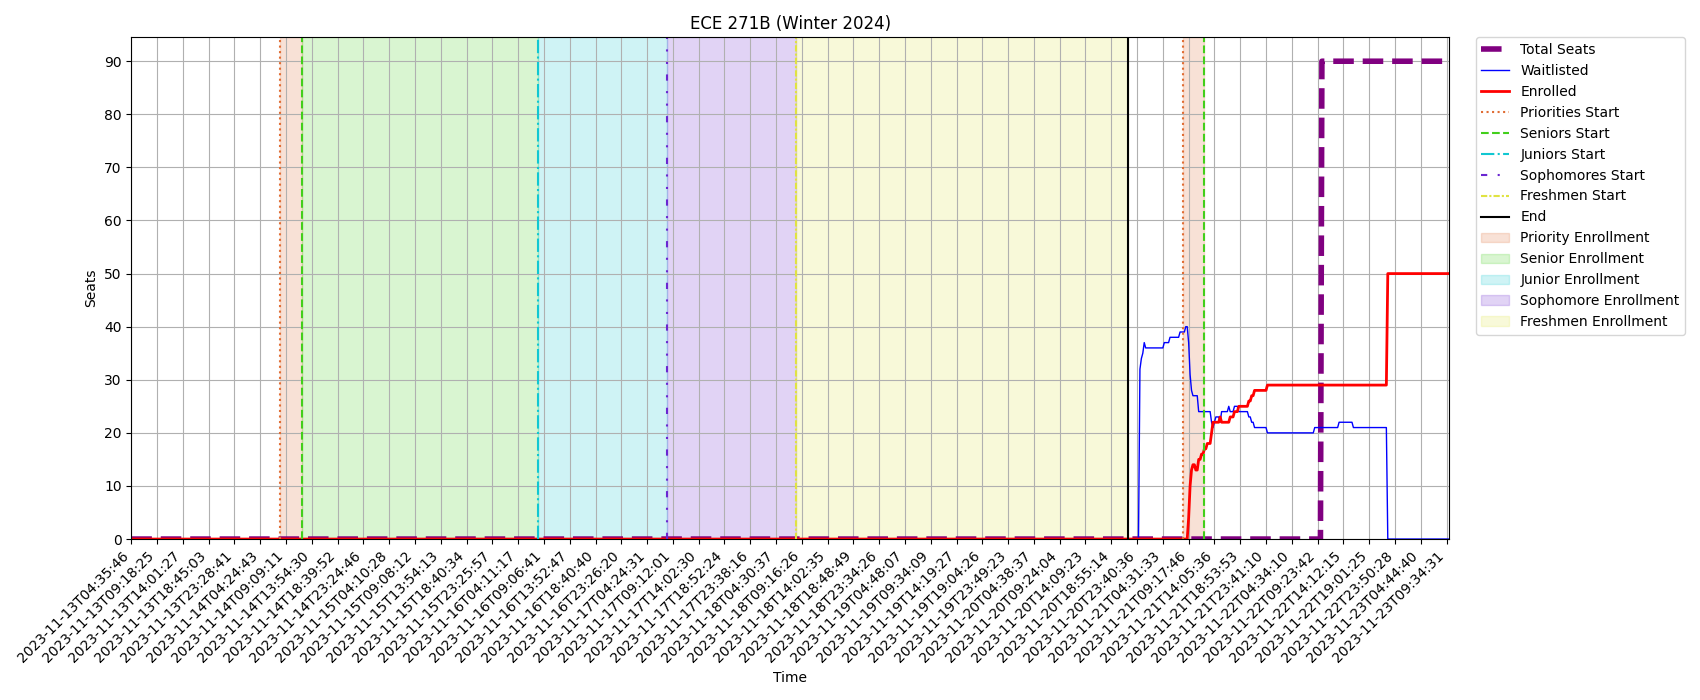 ECE 271B (Winter 2024)
Seats
90
80
70
60
50
40
30
20
10
0
2023-11-13T04:35:46
2023-11-13T09:18:25
2023-11-13T14:01:27
2023-11-13T18:45:03
2023-11-13T23:28:41
2023-11-14T04:24:43
2023-11-14T09:09:11
2023-11-14T13:54:30
2023-11-14T18:39:52
2023-11-14T23:24:46
2023-11-15T04:10:28
2023-11-15T09:08:12
2023-11-15T13:54:13
2023-11-15T18:40:34
2023-11-15T23:25:57
2023-11-16T04:11:17
2023-11-16T09:06:41
2023-11-16T13:52:47
2023-11-16T18:40:40
2023-11-16T23:26:20
2023-11-17T04:24:31
2023-11-17T09:12:01
2023-11-17T14:02:30
2023-11-17T18:52:24
2023-11-17T23:38:16
2023-11-18T04:30:37
2023-11-18T09:16:26
2023-11-18T14:02:35
2023-11-18T18:48:49
2023-11-18T23:34:26
2023-11-19T04:48:07
2023-11-19T09:34:09
2023-11-19T14:19:27
2023-11-19T19:04:26
2023-11-19T23:49:23
2023-11-20T04:38:37
2023-11-20T09:24:04
2023-11-20T14:09:23
2023-11-20T18:55:14
2023-11-20T23:40:36
2023-11-21T04:31:33
2023-11-21T09:17:46
2023-11-21T14:05:36
2023-11-21T18:53:53
2023-11-21T23:41:10
2023-11-22T04:34:10
2023-11-22T09:23:42
2023-11-22T14:12:15
2023-11-22T19:01:25
2023-11-22T23:50:28
2023-11-23T04:44:40
2023-11-23T09:34:31
Time
Total Seats
Waitlisted
Enrolled
Priorities Start
Seniors Start
Juniors Start
Sophomores Start
Freshmen Start
End
Priority Enrollment
Senior Enrollment
Junior Enrollment
Sophomore Enrollment
Freshmen Enrollment